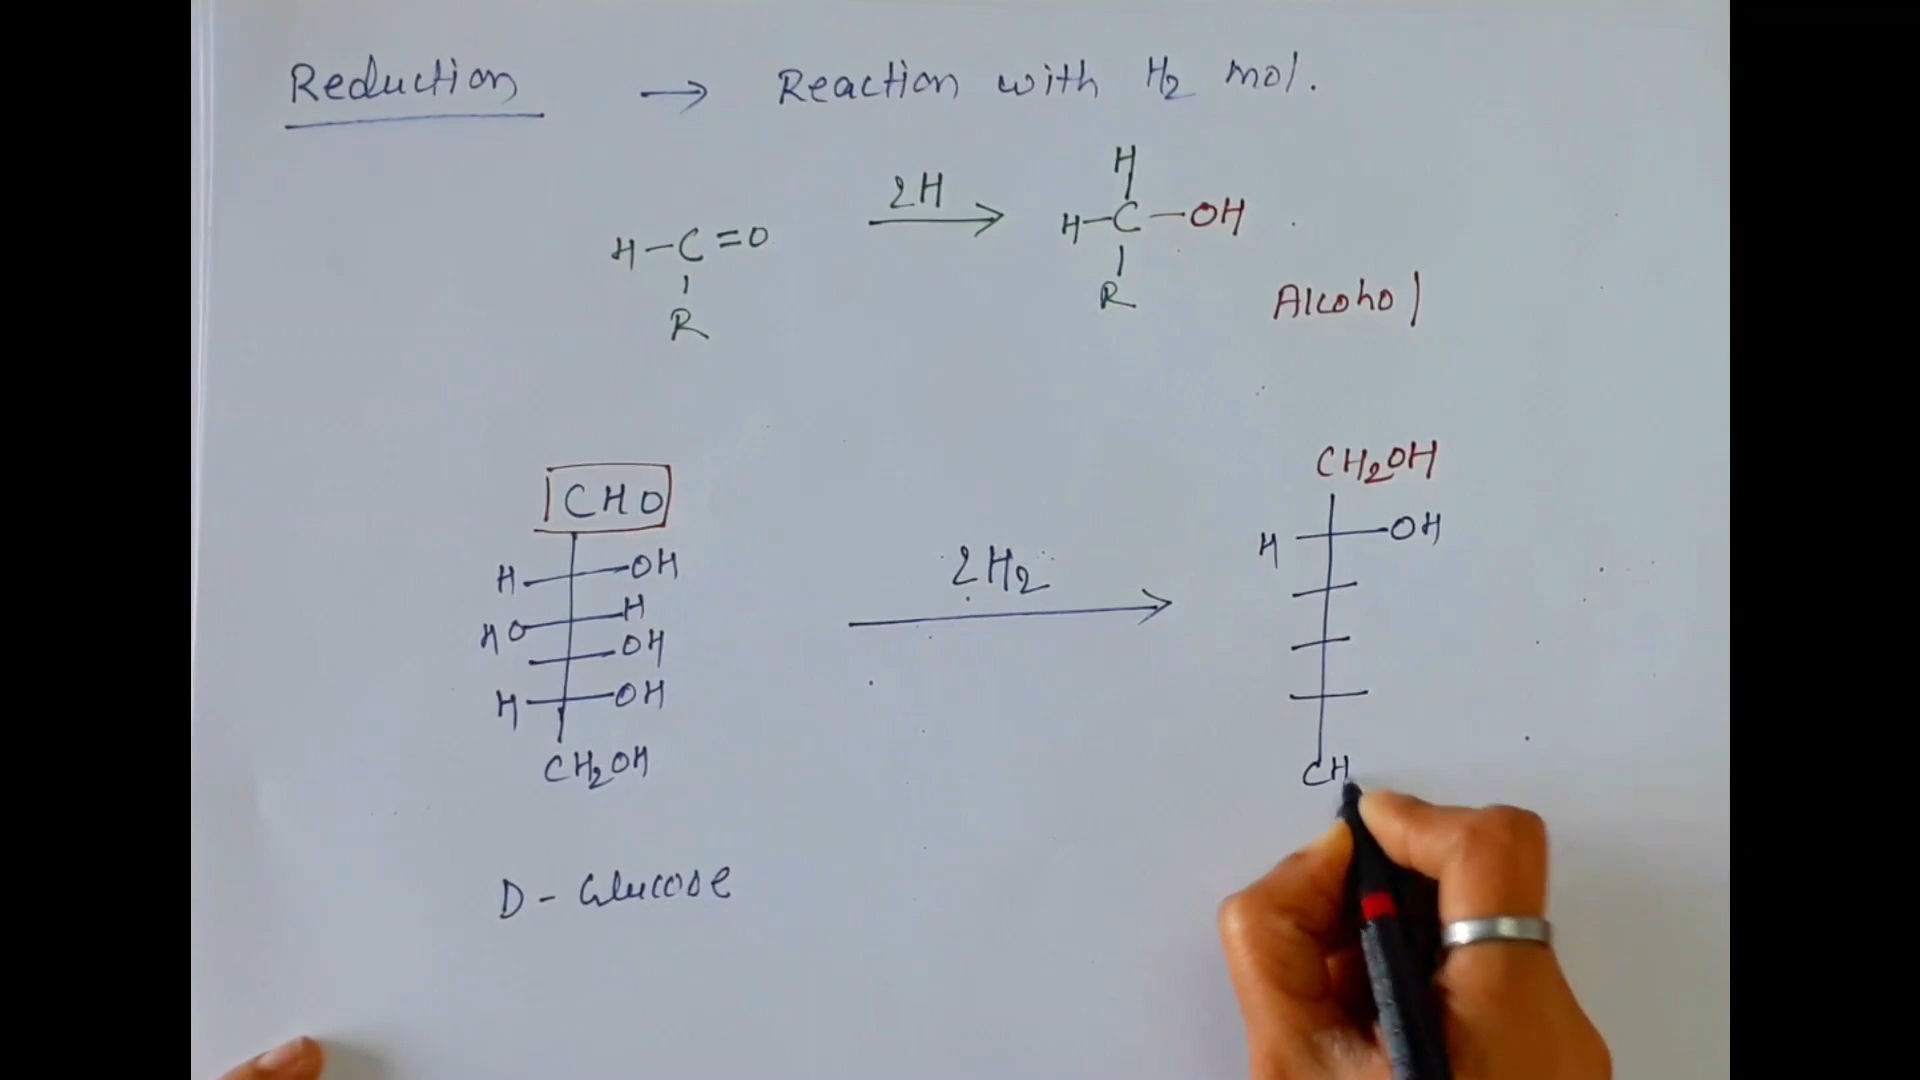 Reduction → Reaction with H2 mol.
2H
H
H-C=O
H-C-OH
R
R
Alcohol
CH2OH
CHO
H OH
H OH
2H2
HO H
OH
H OH
CH2OH
CH
D- Glucose